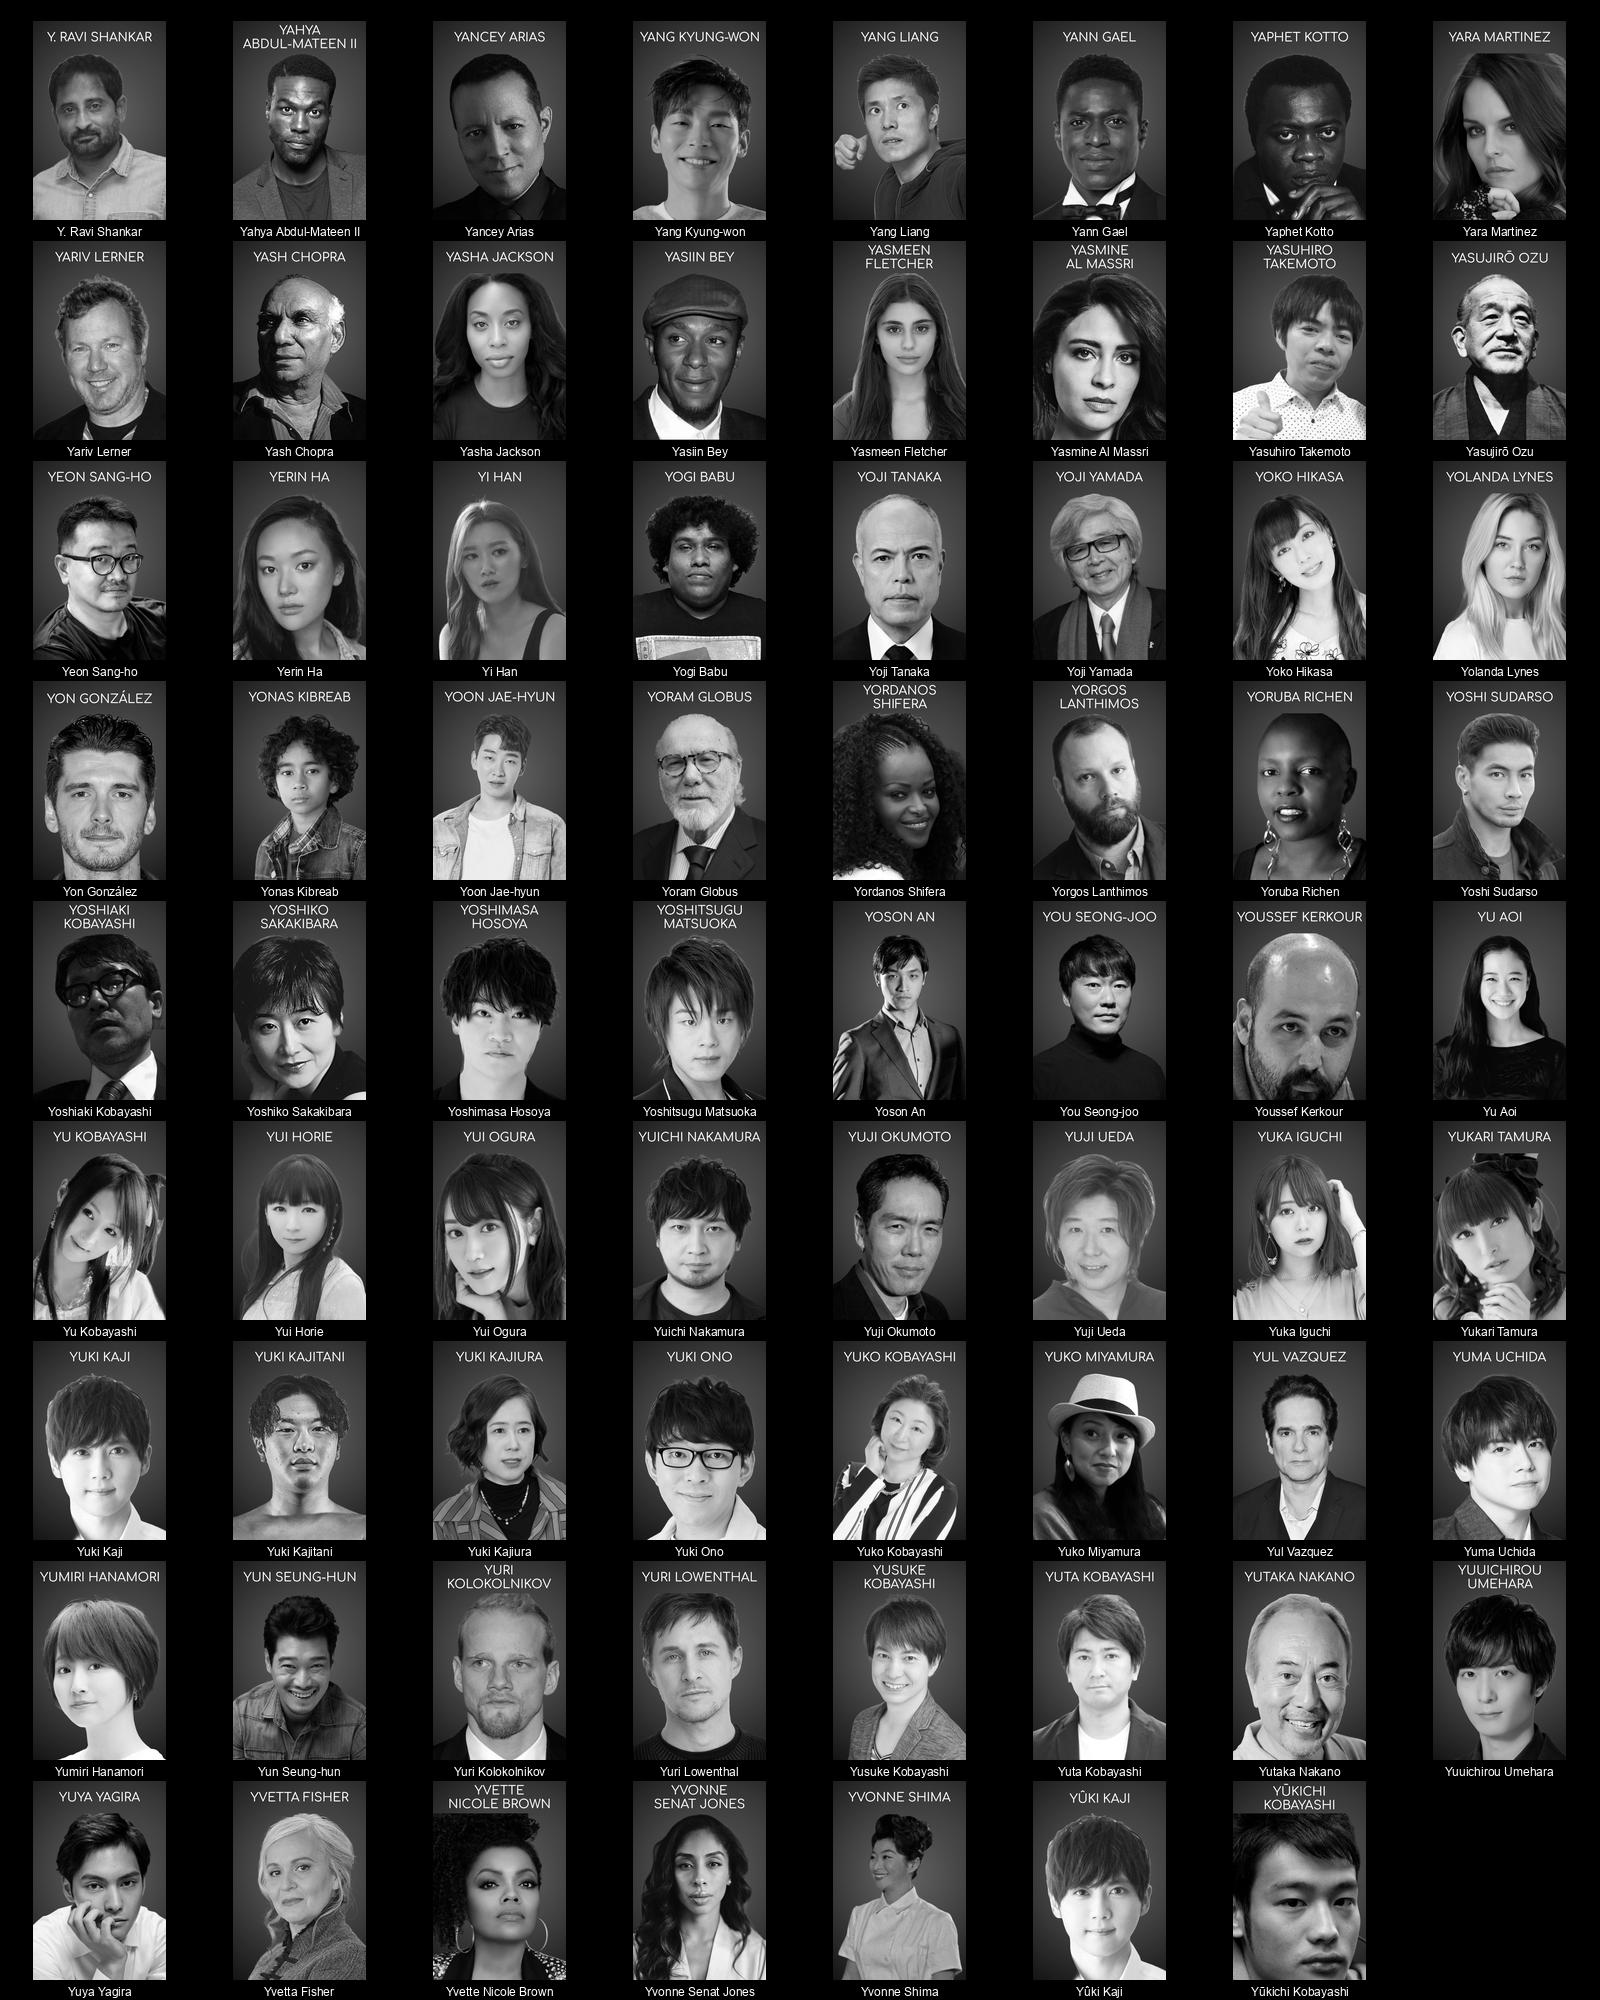 Y. RAVI SHANKAR
YAHYA
ABDUL-MATEEN II
YANCEY ARIAS
YANG KYUNG-WON
YANG LIANG
YANN GAEL
YAPHET KOTTO
YARA MARTINEZ
Y. Ravi Shankar
Yahya Abdul-Mateen II
Yancey Arias
Yang Kyung-won
Yang Liang
Yann Gael
Yaphet Kotto
Yara Martinez
YARIV LERNER
YASH CHOPRA
YASHA JACKSON
YASIIN BEY
YASMEEN
FLETCHER
YASMINE
AL MASSRI
YASUHIRO
TAKEMOTO
YASUJIRŌ OZU
Yariv Lerner
Yash Chopra
Yasha Jackson
Yasiin Bey
Yasmeen Fletcher
Yasmine Al Massri
Yasuhiro Takemoto
Yasujirō Ozu
YEON SANG-HO
YERIN HA
YI HAN
YOGI BABU
YOJI TANAKA
YOJI YAMADA
YOKO HIKASA
YOLANDA LYNES
Yeon Sang-ho
Yerin Ha
Yi Han
Yogi Babu
Yoji Tanaka
Yoji Yamada
Yoko Hikasa
Yolanda Lynes
YON GONZÁLEZ
YONAS KIBREAB
YOON JAE-HYUN
YORAM GLOBUS
YORDANOS
SHIFERA
YORGOS
LANTHIMOS
YORUBA RICHEN
YOSHI SUDARSO
Yon González
Yonas Kibreab
Yoon Jae-hyun
Yoram Globus
Yordanos Shifera
Yorgos Lanthimos
Yoruba Richen
Yoshi Sudarso
YOSHIAKI
KOBAYASHI
YOSHIKO
SAKAKIBARA
YOSHIMASA
HOSOYA
YOSHITSUGU
MATSUOKA
YOSON AN
YOU SEONG-JOO
YOUSSEF KERKOUR
YU AOI
Yoshiaki Kobayashi
Yoshiko Sakakibara
Yoshimasa Hosoya
Yoshitsugu Matsuoka
Yoson An
You Seong-joo
Youssef Kerkour
Yu Aoi
YU KOBAYASHI
YUI HORIE
YUI OGURA
YUICHI NAKAMURA
YUJI OKUMOTO
YUJI UEDA
YUKA IGUCHI
YUKARI TAMURA
Yu Kobayashi
Yui Horie
Yui Ogura
Yuichi Nakamura
Yuji Okumoto
Yuji Ueda
Yuka Iguchi
Yukari Tamura
YUKI KAJI
YUKI KAJITANI
YUKI KAJIURA
YUKI ONO
YUKO KOBAYASHI
YUKO MIYAMURA
YUL VAZQUEZ
YUMA UCHIDA
Yuki Kaji
Yuki Kajitani
Yuki Kajiura
Yuki Ono
Yuko Kobayashi
Yuko Miyamura
Yul Vazquez
Yuma Uchida
YUMIRI HANAMORI
YUN SEUNG-HUN
YURI
KOLOKOLNIKOV
YURI LOWENTHAL
YUSUKE
KOBAYASHI
YUTA KOBAYASHI
YUTAKA NAKANO
YUUICHIROU
UMEHARA
Yumiri Hanamori
Yun Seung-hun
Yuri Kolokolnikov
Yuri Lowenthal
Yusuke Kobayashi
Yuta Kobayashi
Yutaka Nakano
Yuuichirou Umehara
YUYA YAGIRA
YVETTA FISHER
YVETTE
NICOLE BROWN
YVONNE
SENAT JONES
YVONNE SHIMA
YÛKI KAJI
YŪKICHI
KOBAYASHI
Yuya Yagira
Yvetta Fisher
Yvette Nicole Brown
Yvonne Senat Jones
Yvonne Shima
Yûki Kaji
Yūkichi Kobayashi